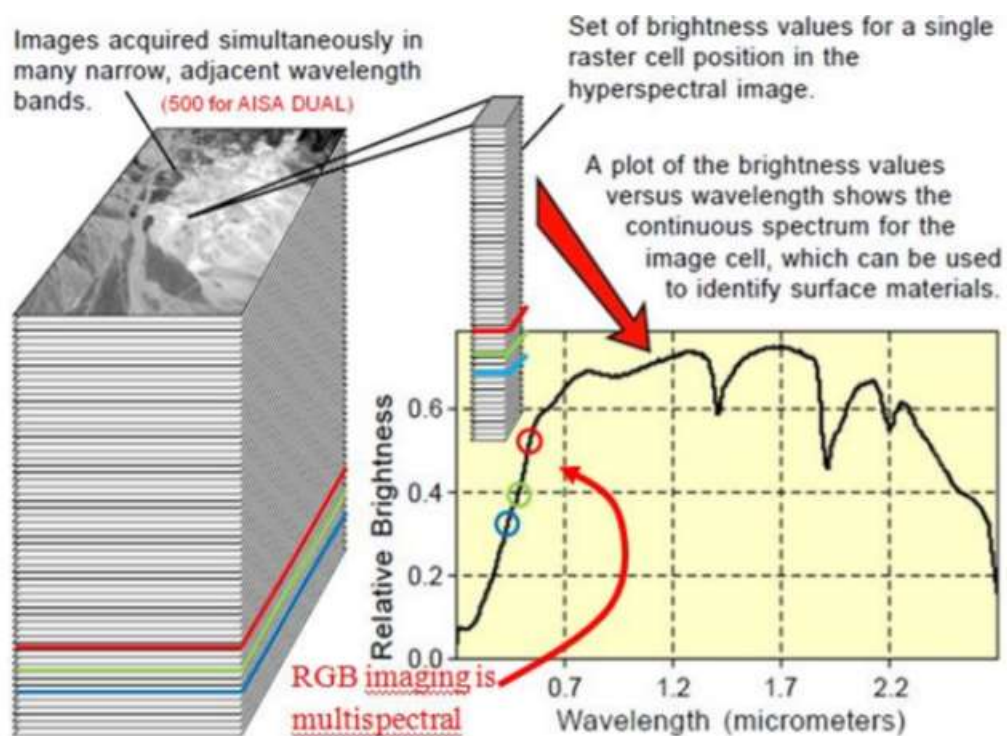 Images acquired simultaneously in
many narrow, adjacent wavelength
bands.
(500 for AISA DUAL)
Set of brightness values for a single
raster cell position in the
hyperspectral image.
A plot of the brightness values
versus wavelength shows the
continuous spectrum for the
image cell, which can be used
to identify surface materials.
Relative Brightness
0.6
0.4
0.2
0.0
0.7
1.2
1.7
2.2
Wavelength (micrometers)
RGB imaging is
multispectral